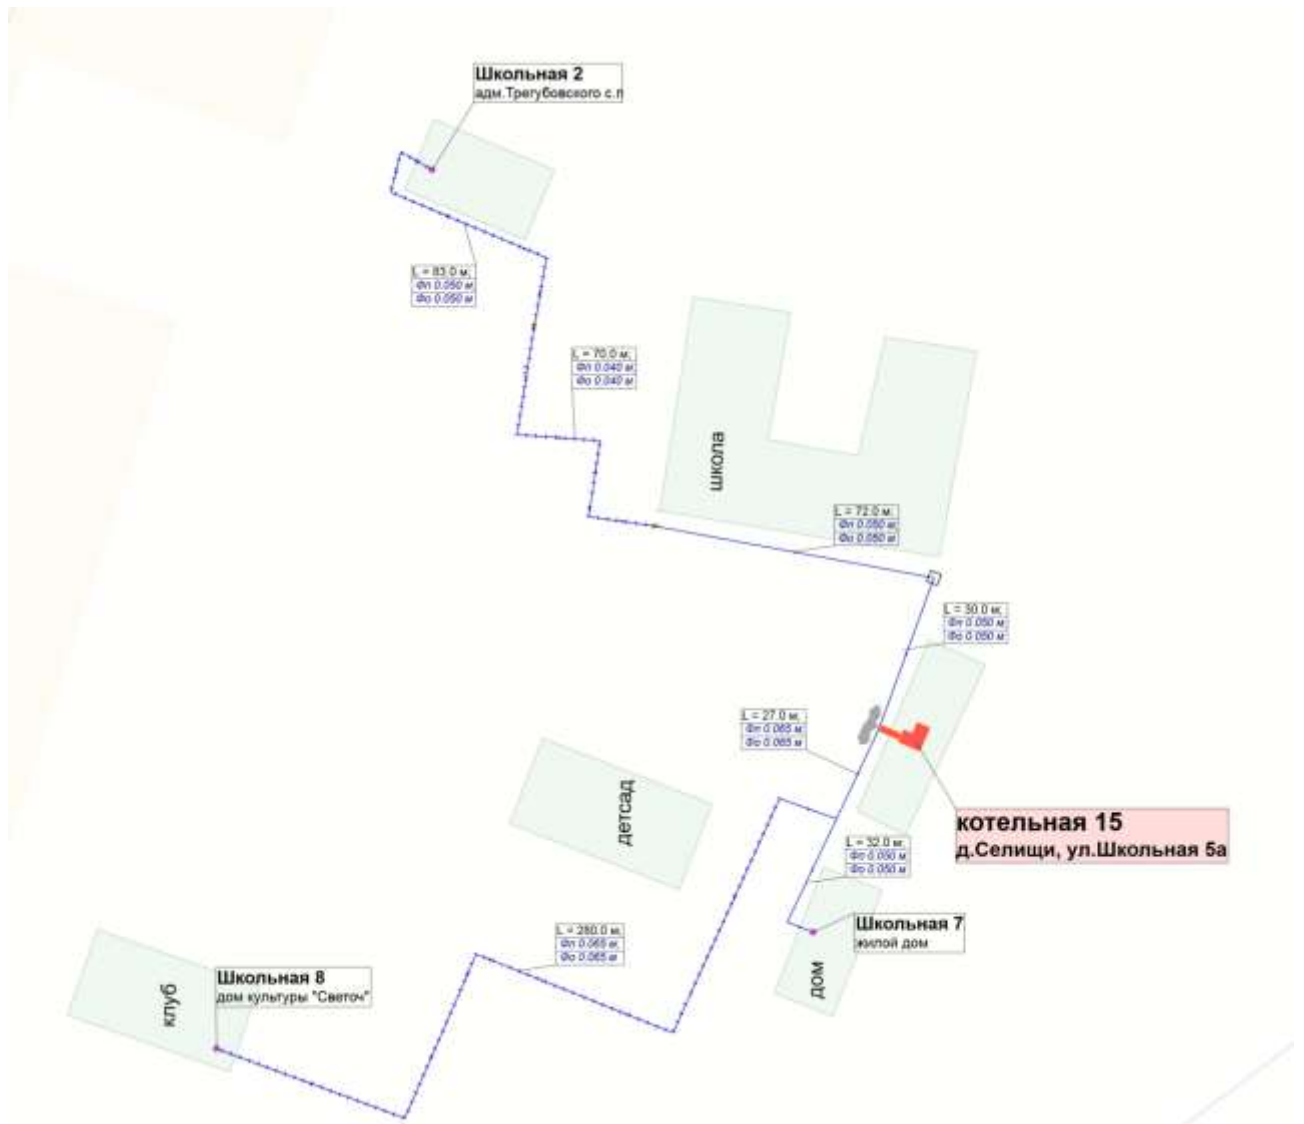 Школьная 2
адм.Трегубовского с.п
L = 83.0 м;
Фп 0.050 м
Фо 0.050 м
L = 70.0 м;
Фп 0.040 м
Фо 0.040 м
школа
L = 72.0 м;
Фп 0.050 м
Фо 0.050 м
L = 30.0 м;
Фп 0.050 м
Фо 0.050 м
L = 27.0 м;
Фп 0.065 м
Фо 0.065 м
детсад
котельная 15
д.Селищи, ул.Школьная 5а
L = 32.0 м;
Фп 0.050 м
Фо 0.050 м
Школьная 7
жилой дом
дом
L = 280.0 м;
Фп 0.065 м
Фо 0.065 м
Школьная 8
дом культуры "Светоч"
клуб